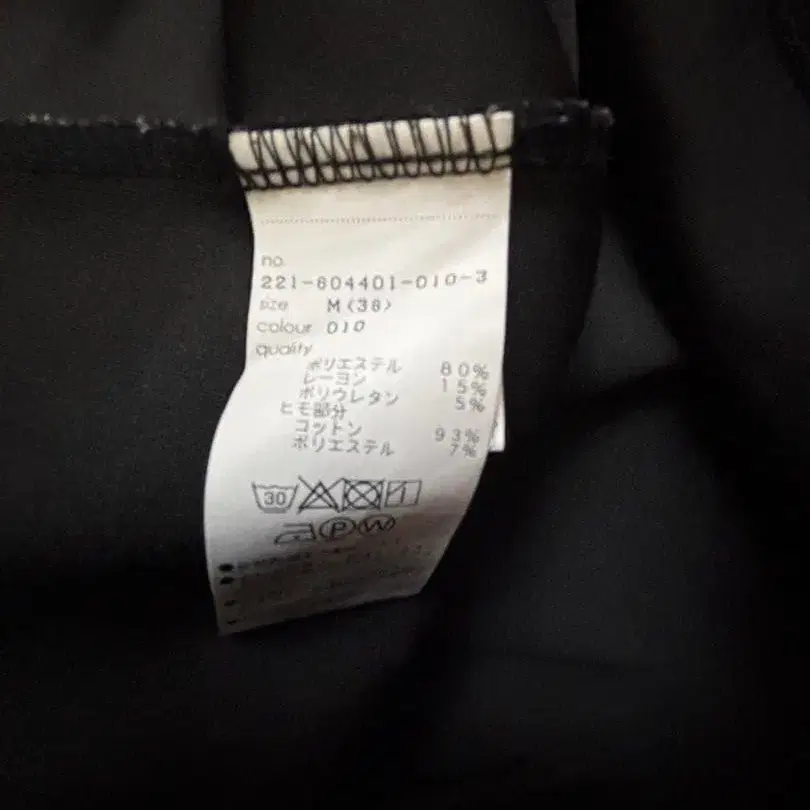 no.
221-604401-010-3
size M(38)
colour 010
quality
ポリエステル 80%
レーヨン 15%
ポリウレタン 5%
ヒモ部分
コットン 93%
ポリエステル 7%
30
P W